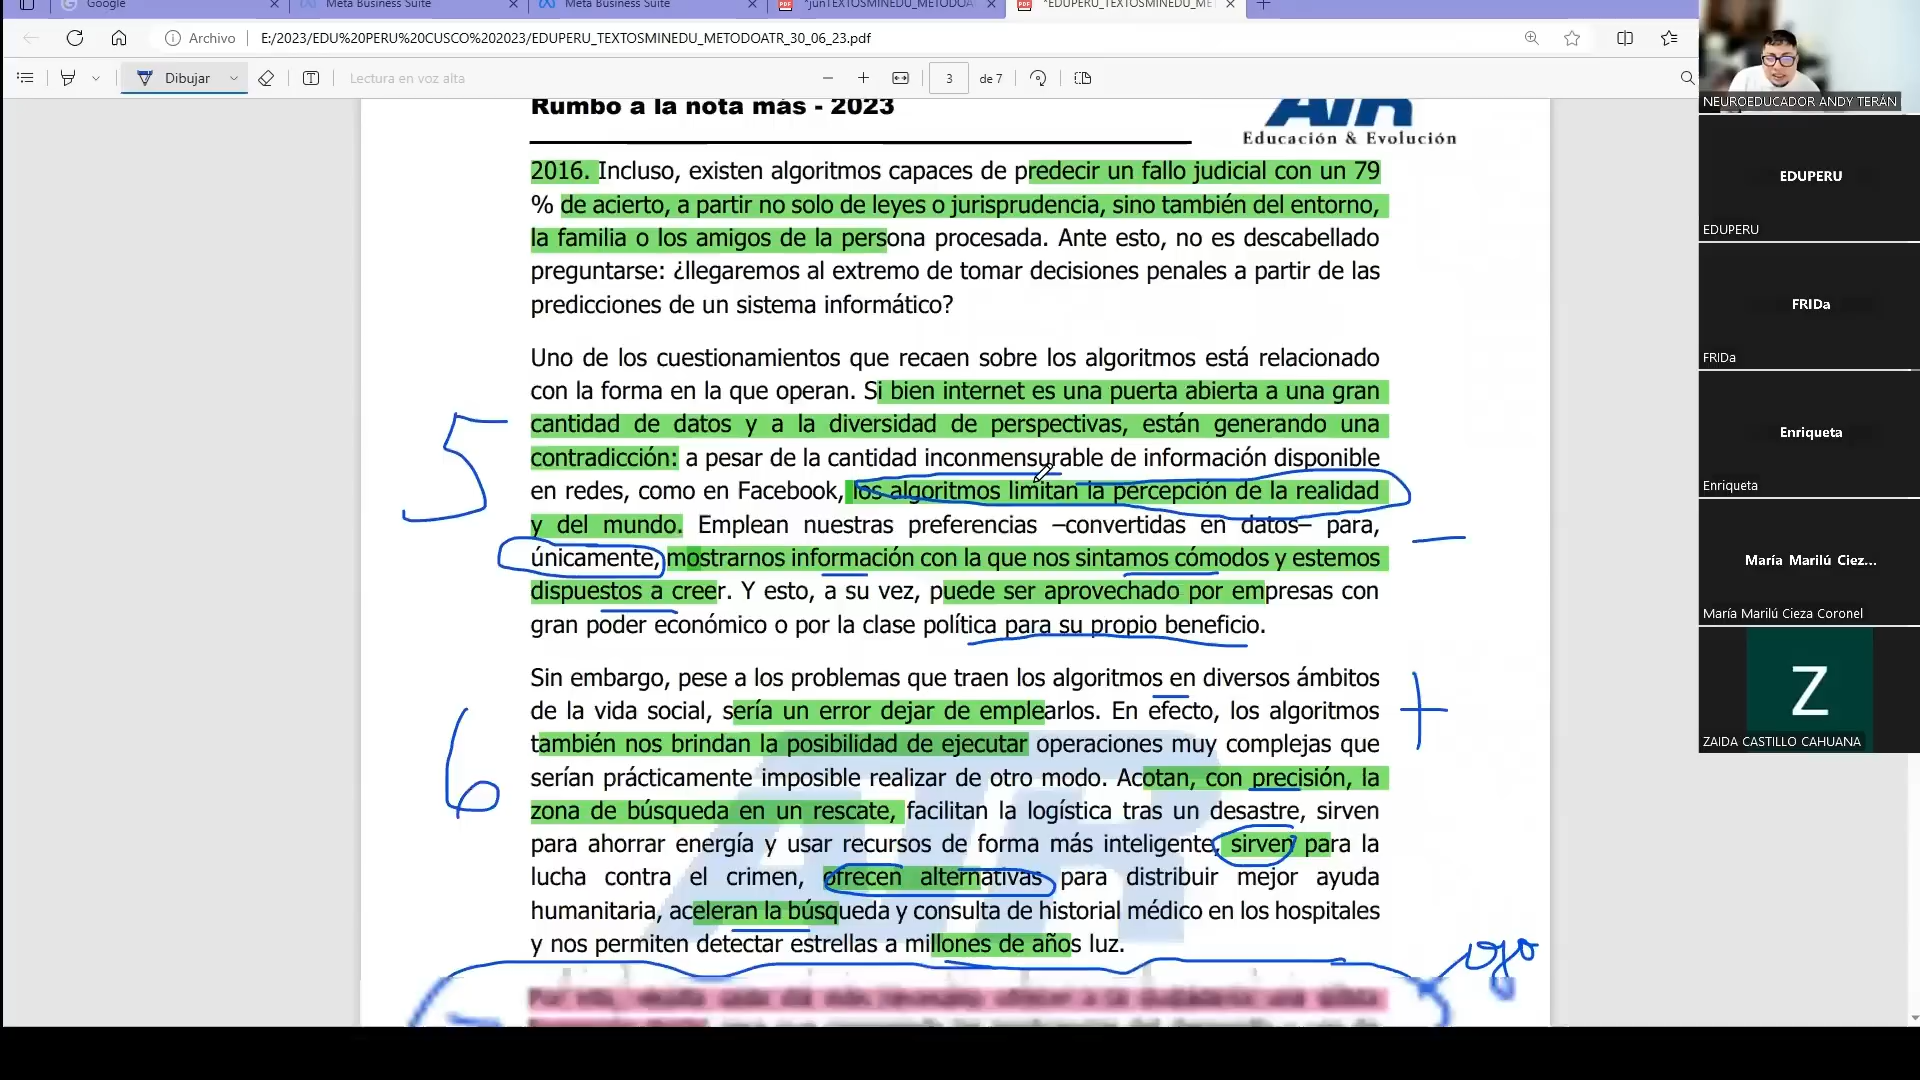 Google
Meta Business Suite
Meta Business Suite
*junTEXTOSMINEDU_METODOA
*EDUPERU_TEXTOSMINEDU_ME
Archivo
E:/2023/EDU%20PERU%20CUSCO%202023/EDUPERU_TEXTOSMINEDU_METODOATR_30_06_23.pdf
Dibujar
Lectura en voz alta
3
de 7
Rumbo a la nota más - 2023
Educación & Evolución
2016. Incluso, existen algoritmos capaces de predecir un fallo judicial con un 79
% de acierto, a partir no solo de leyes o jurisprudencia, sino también del entorno,
la familia o los amigos de la persona procesada. Ante esto, no es descabellado
preguntarse: ¿llegaremos al extremo de tomar decisiones penales a partir de las
predicciones de un sistema informático?
Uno de los cuestionamientos que recaen sobre los algoritmos está relacionado
con la forma en la que operan. Si bien internet es una puerta abierta a una gran
cantidad de datos y a la diversidad de perspectivas, están generando una
contradicción: a pesar de la cantidad inconmensurable de información disponible
en redes, como en Facebook, los algoritmos limitan la percepción de la realidad
y del mundo. Emplean nuestras preferencias –convertidas en datos– para,
únicamente, mostrarnos información con la que nos sintamos cómodos y estemos
dispuestos a creer. Y esto, a su vez, puede ser aprovechado por empresas con
gran poder económico o por la clase política para su propio beneficio.
5
–
Sin embargo, pese a los problemas que traen los algoritmos en diversos ámbitos
de la vida social, sería un error dejar de emplearlos. En efecto, los algoritmos
también nos brindan la posibilidad de ejecutar operaciones muy complejas que
serían prácticamente imposible realizar de otro modo. Acotan, con precisión, la
zona de búsqueda en un rescate, facilitan la logística tras un desastre, sirven
para ahorrar energía y usar recursos de forma más inteligente, sirven para la
lucha contra el crimen, ofrecen alternativas para distribuir mejor ayuda
humanitaria, aceleran la búsqueda y consulta de historial médico en los hospitales
y nos permiten detectar estrellas a millones de años luz.
6
+
ojo
NEUROEDUCADOR ANDY TERÁN
EDUPERU
EDUPERU
FRIDa
FRIDa
Enriqueta
Enriqueta
María Marilú Ciez...
María Marilú Cieza Coronel
Z
ZAIDA CASTILLO CAHUANA